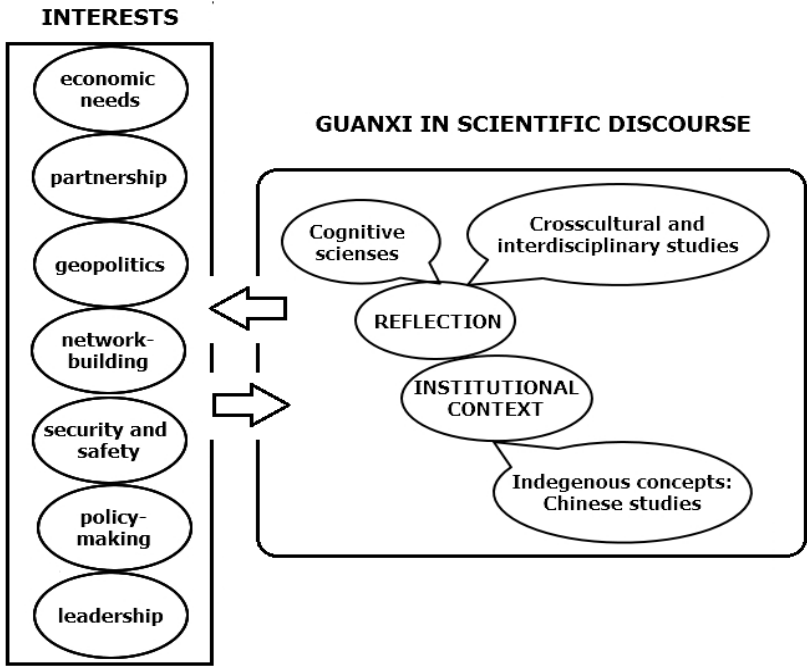 INTERESTS
economic
needs
partnership
geopolitics
network-
building
security and
safety
policy-
making
leadership
GUANXI IN SCIENTIFIC DISCOURSE
Cognitive
scienses
Crosscultural and
interdisciplinary studies
REFLECTION
INSTITUTIONAL
CONTEXT
Indegenous concepts:
Chinese studies